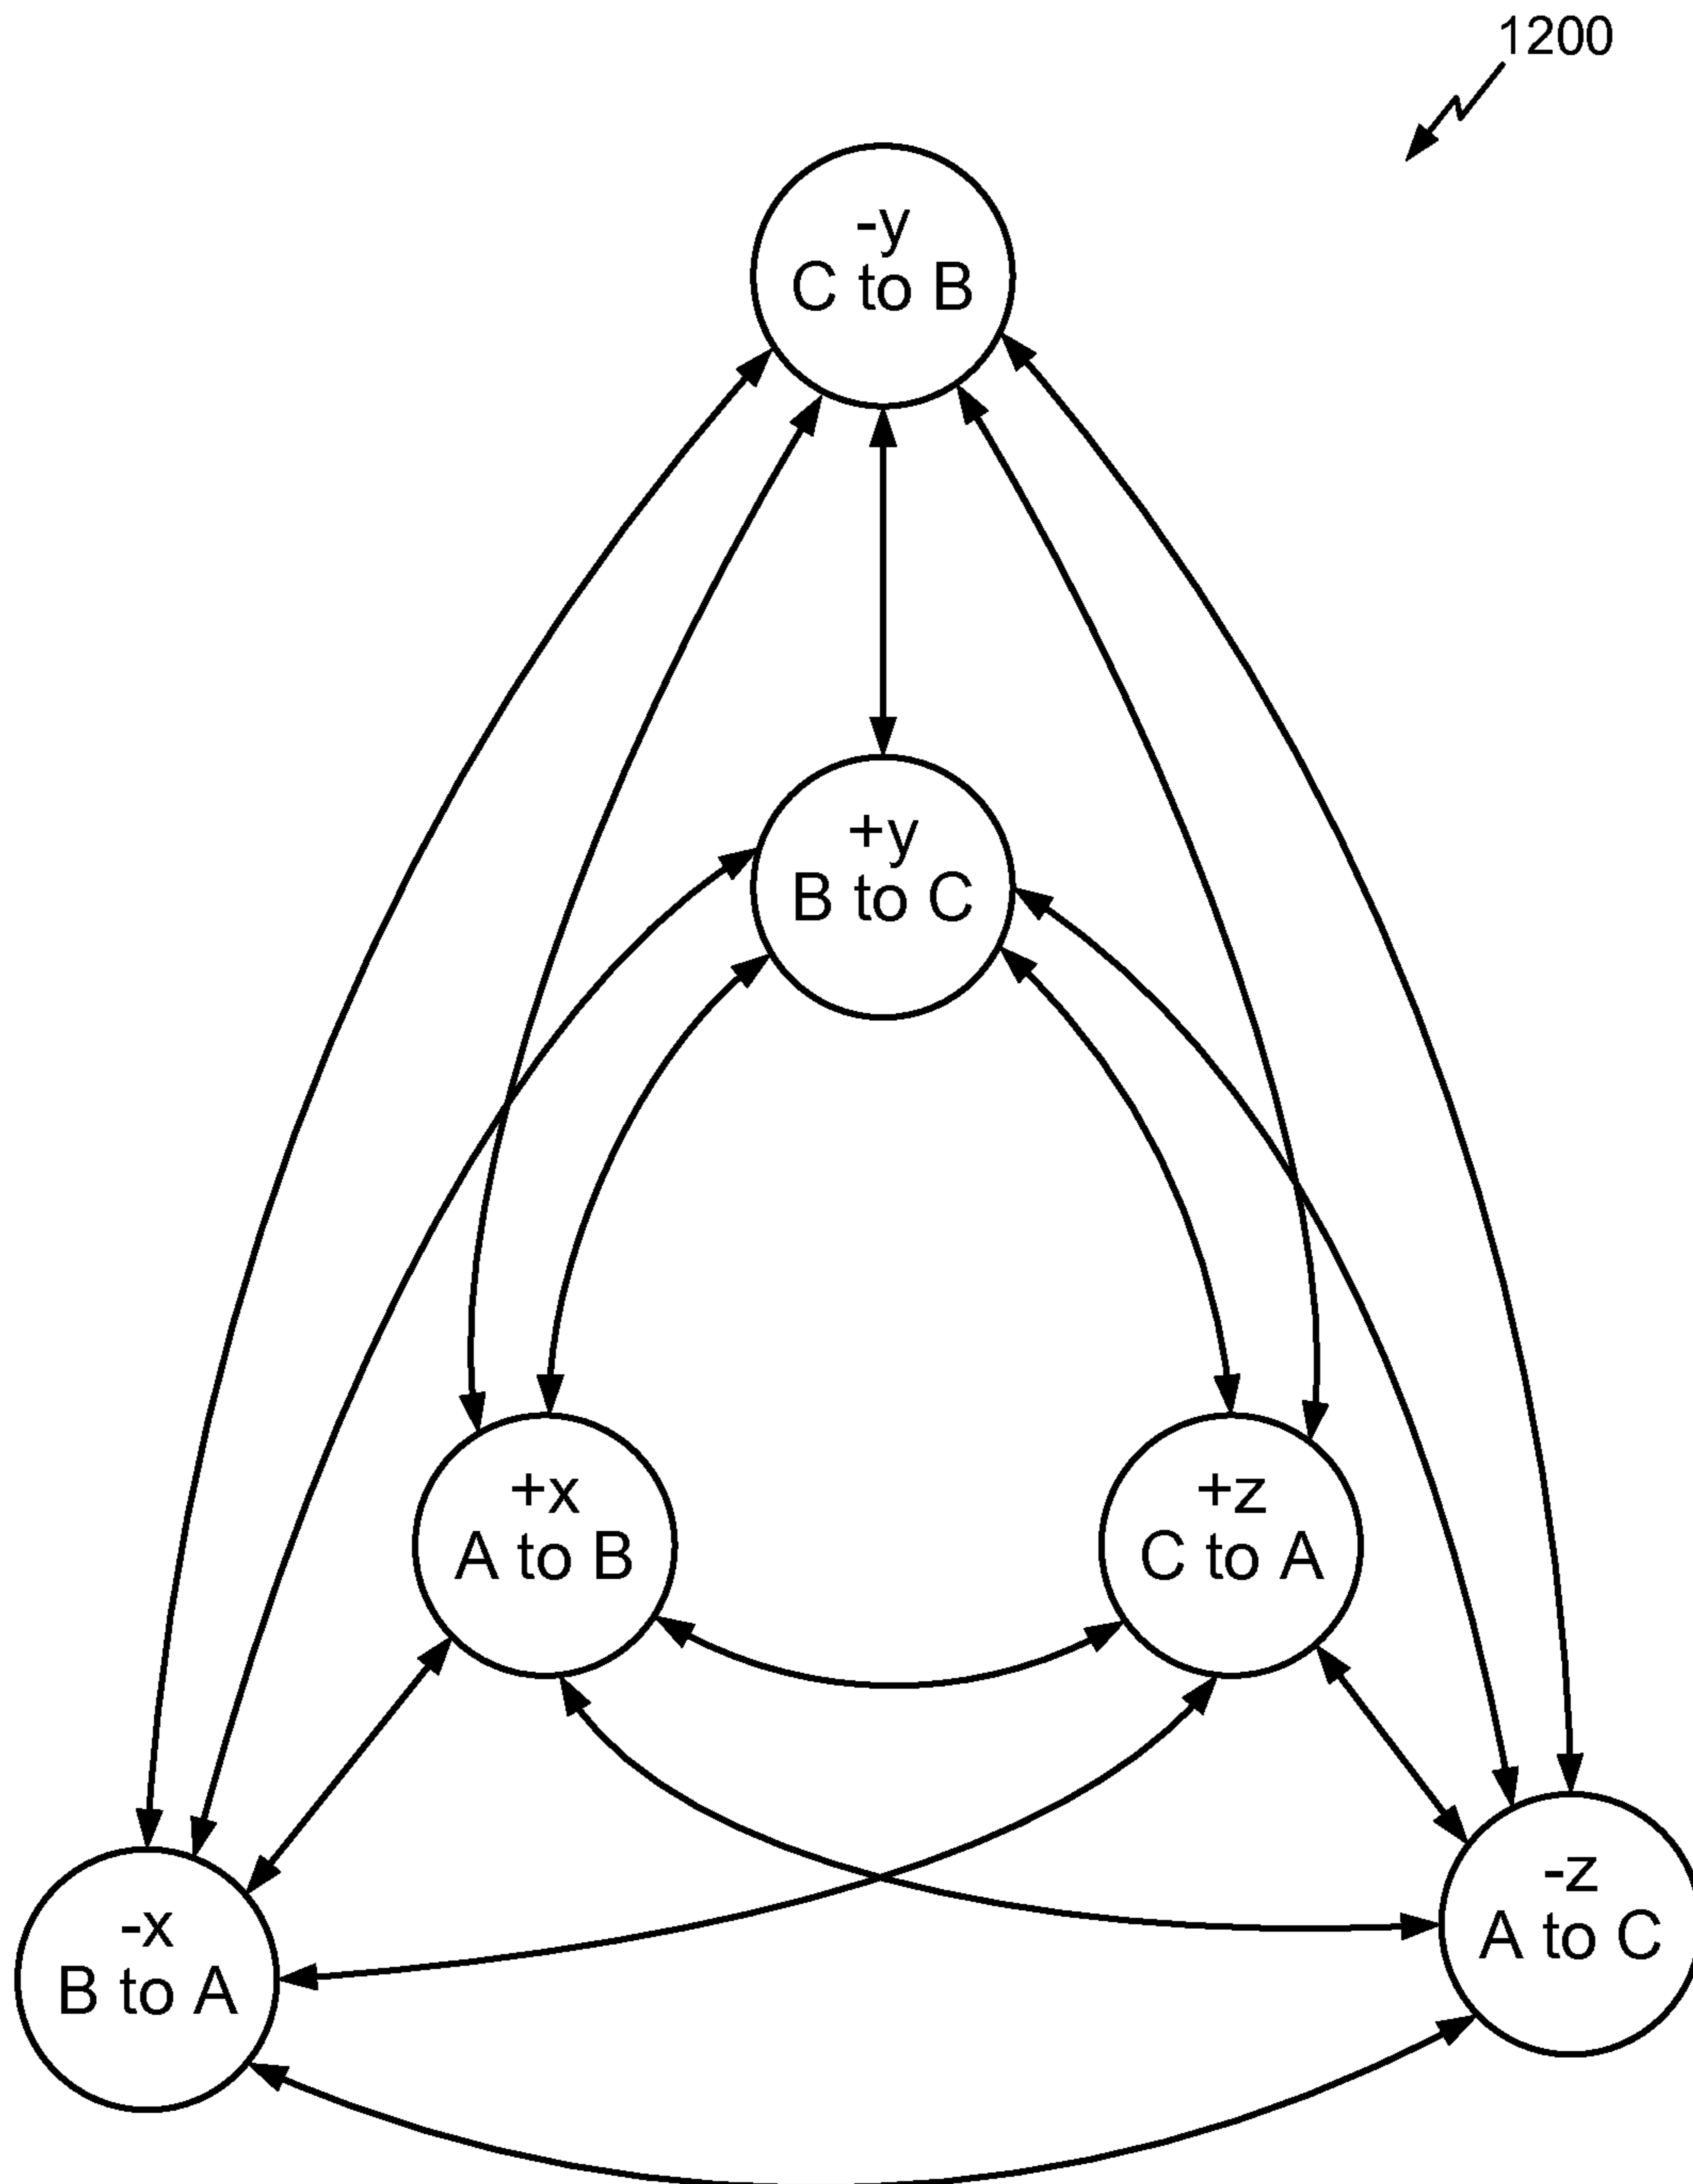 1200
-y
C to B
+y
B to C
+x
A to B
+z
C to A
-z
A to C
-x
B to A